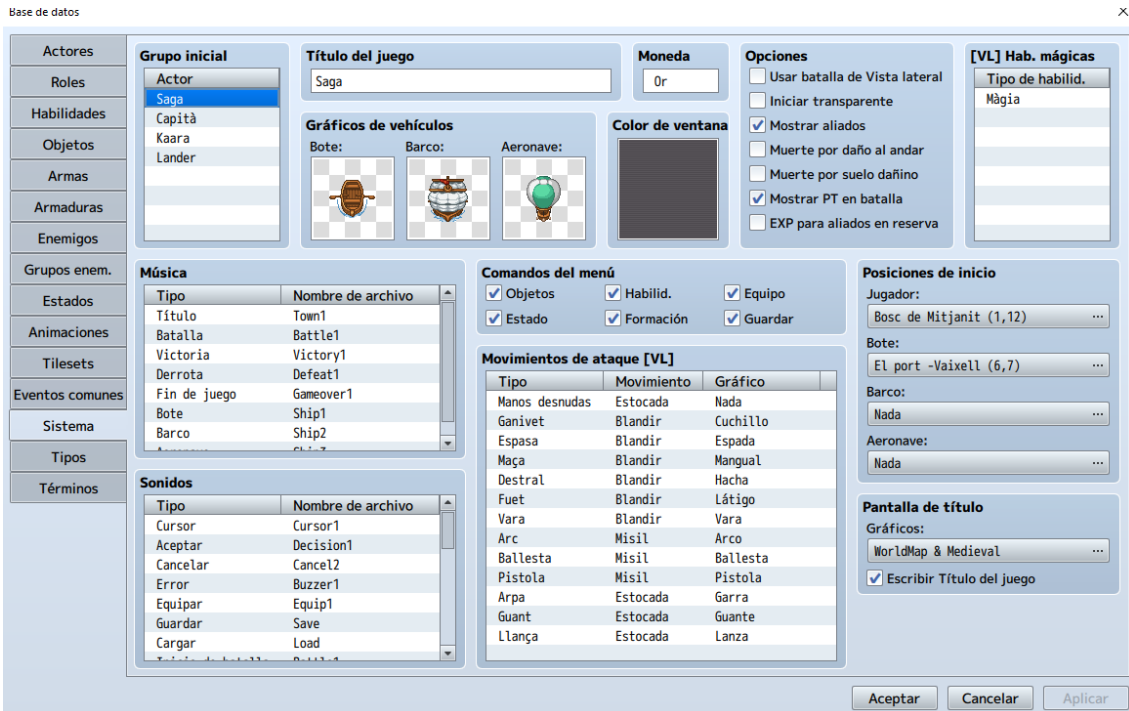 Base de datos
Actores
Roles
Habilidades
Objetos
Armas
Armaduras
Enemigos
Grupos enem.
Estados
Animaciones
Tilesets
Eventos comunes
Sistema
Tipos
Términos
Grupo inicial
Actor
Saga
Capità
Kaara
Lander
Título del juego
Saga
Moneda
Or
Gráficos de vehículos
Bote: Barco: Aeronave:
Color de ventana
Opciones
Usar batalla de Vista lateral
Iniciar transparente
Mostrar aliados
Muerte por daño al andar
Muerte por suelo dañino
Mostrar PT en batalla
EXP para aliados en reserva
[VL] Hab. mágicas
Tipo de habilid.
Màgia
Música
Tipo Nombre de archivo
Título Town1
Batalla Battle1
Victoria Victory1
Derrota Defeat1
Fin de juego Gameover1
Bote Ship1
Barco Ship2
Sonidos
Tipo Nombre de archivo
Cursor Cursor1
Aceptar Decision1
Cancelar Cancel2
Error Buzzer1
Equipar Equip1
Guardar Save
Cargar Load
Comandos del menú
Objetos Habilid. Equipo
Estado Formación Guardar
Movimientos de ataque [VL]
Tipo Movimiento Gráfico
Manos desnudas Estocada Nada
Ganivet Blandir Cuchillo
Espasa Blandir Espada
Maça Blandir Mangual
Destral Blandir Hacha
Fuet Blandir Látigo
Vara Blandir Vara
Arc Misil Arco
Ballesta Misil Ballesta
Pistola Misil Pistola
Arpa Estocada Garra
Guant Estocada Guante
Llança Estocada Lanza
Posiciones de inicio
Jugador:
Bosc de Mitjanit (1,12) ...
Bote:
El port -Vaixell (6,7) ...
Barco:
Nada ...
Aeronave:
Nada ...
Pantalla de título
Gráficos:
WorldMap & Medieval ...
Escribir Título del juego
Aceptar Cancelar Aplicar